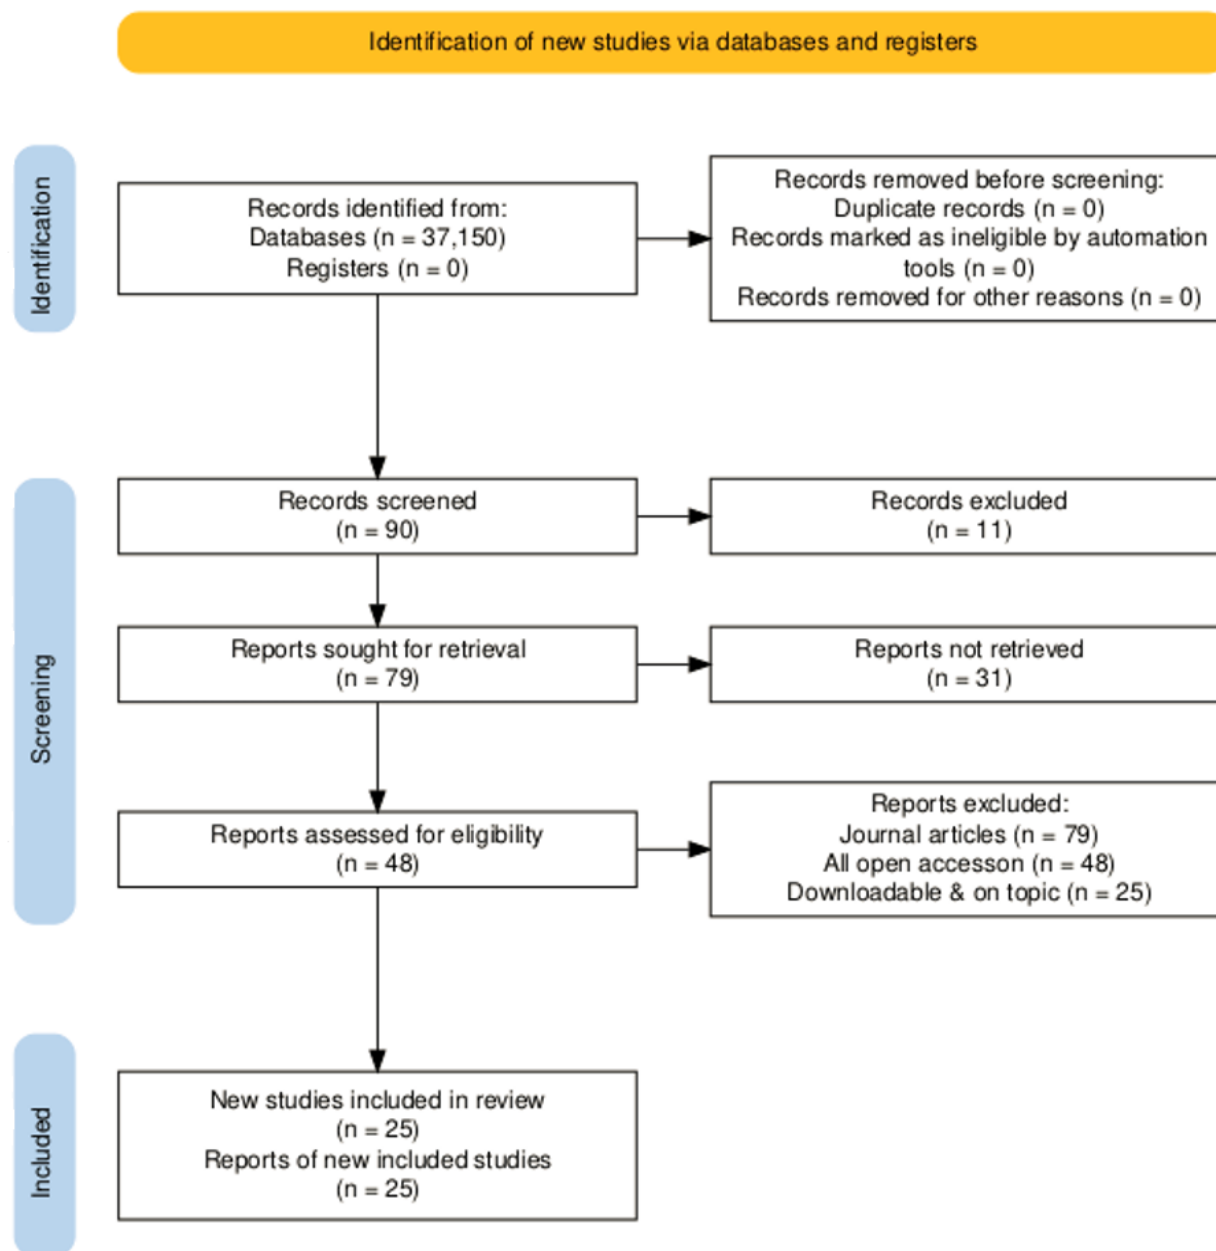 Identification of new studies via databases and registers
Identification
Records identified from:
Databases (n = 37,150)
Registers (n = 0)
Records removed before screening:
Duplicate records (n = 0)
Records marked as ineligible by automation
tools (n = 0)
Records removed for other reasons (n = 0)
Screening
Records screened
(n = 90)
Records excluded
(n = 11)
Reports sought for retrieval
(n = 79)
Reports not retrieved
(n = 31)
Reports assessed for eligibility
(n = 48)
Reports excluded:
Journal articles (n = 79)
All open accesson (n = 48)
Downloadable & on topic (n = 25)
Included
New studies included in review
(n = 25)
Reports of new included studies
(n = 25)